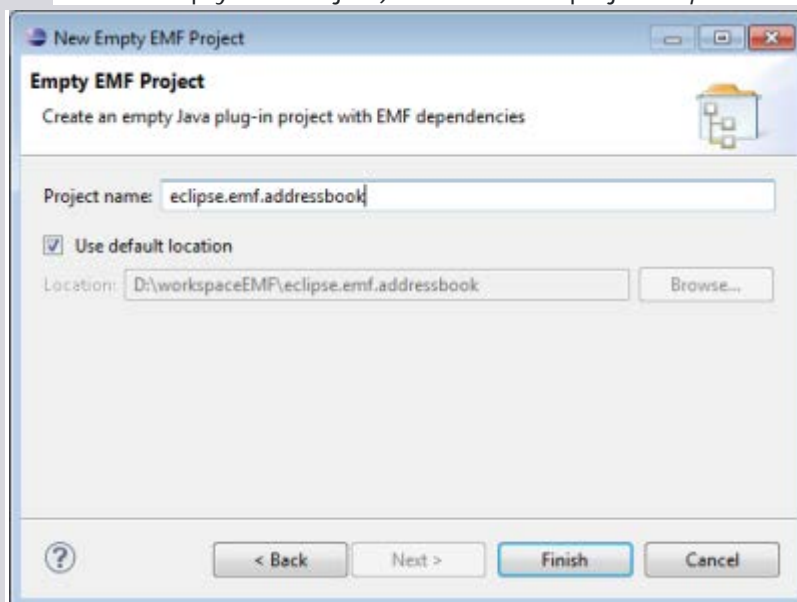 New Empty EMF Project
Empty EMF Project
Create an empty Java plug-in project with EMF dependencies
Project name: eclipse.emf.addressbook
Use default location
Location: D:\workspaceEMF\eclipse.emf.addressbook Browse...
? < Back Next > Finish Cancel